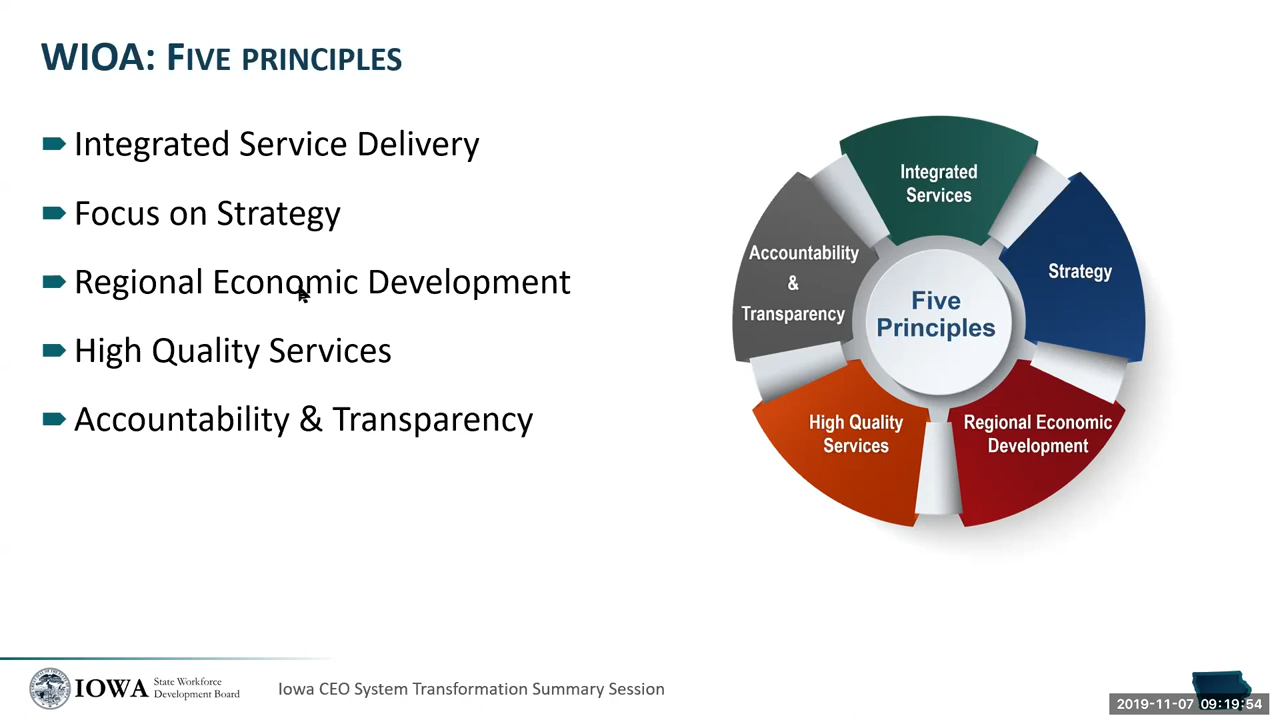 WIOA: FIVE PRINCIPLES
Integrated Service Delivery
Focus on Strategy
Regional Economic Development
High Quality Services
Accountability & Transparency
Integrated
Services
Strategy
Regional Economic
Development
High Quality
Services
Accountability
&
Transparency
Five
Principles
IOWA State Workforce
Development Board
Iowa CEO System Transformation Summary Session
2019-11-07 09:19:54